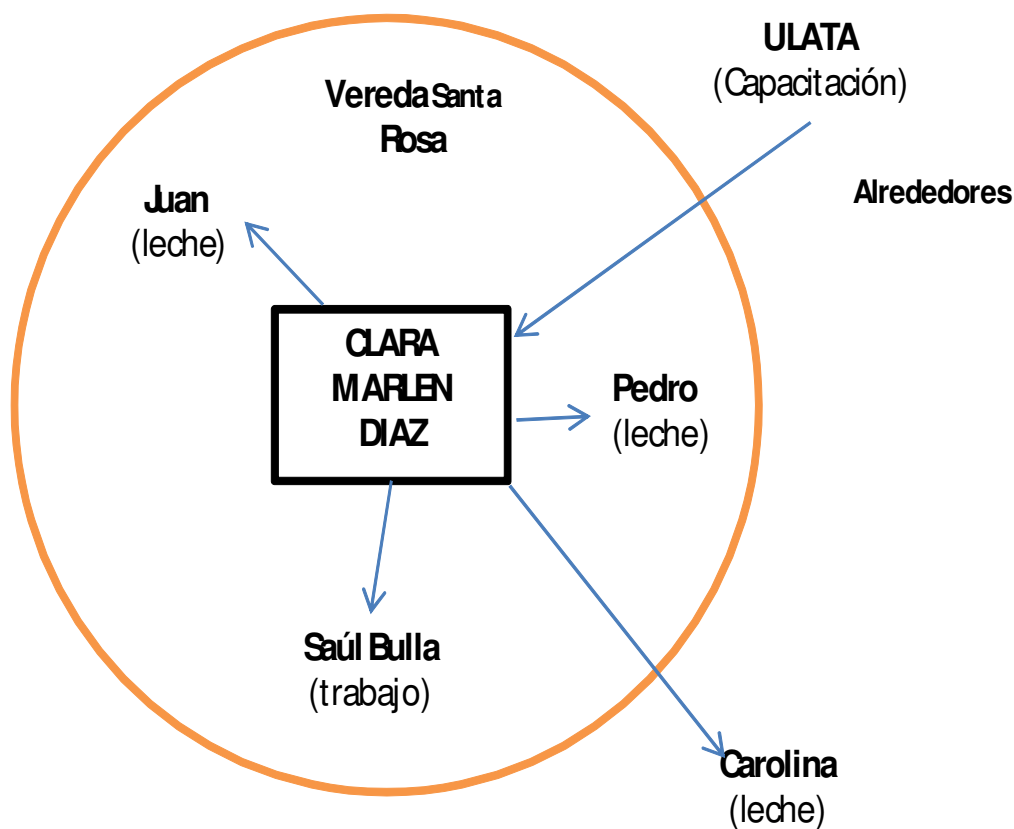 ULATA
(Capacitación)
Vereda Santa
Rosa
Alrededores
Juan
(leche)
CLARA
MARLEN
DIAZ
Pedro
(leche)
Saúl Bulla
(trabajo)
Carolina
(leche)